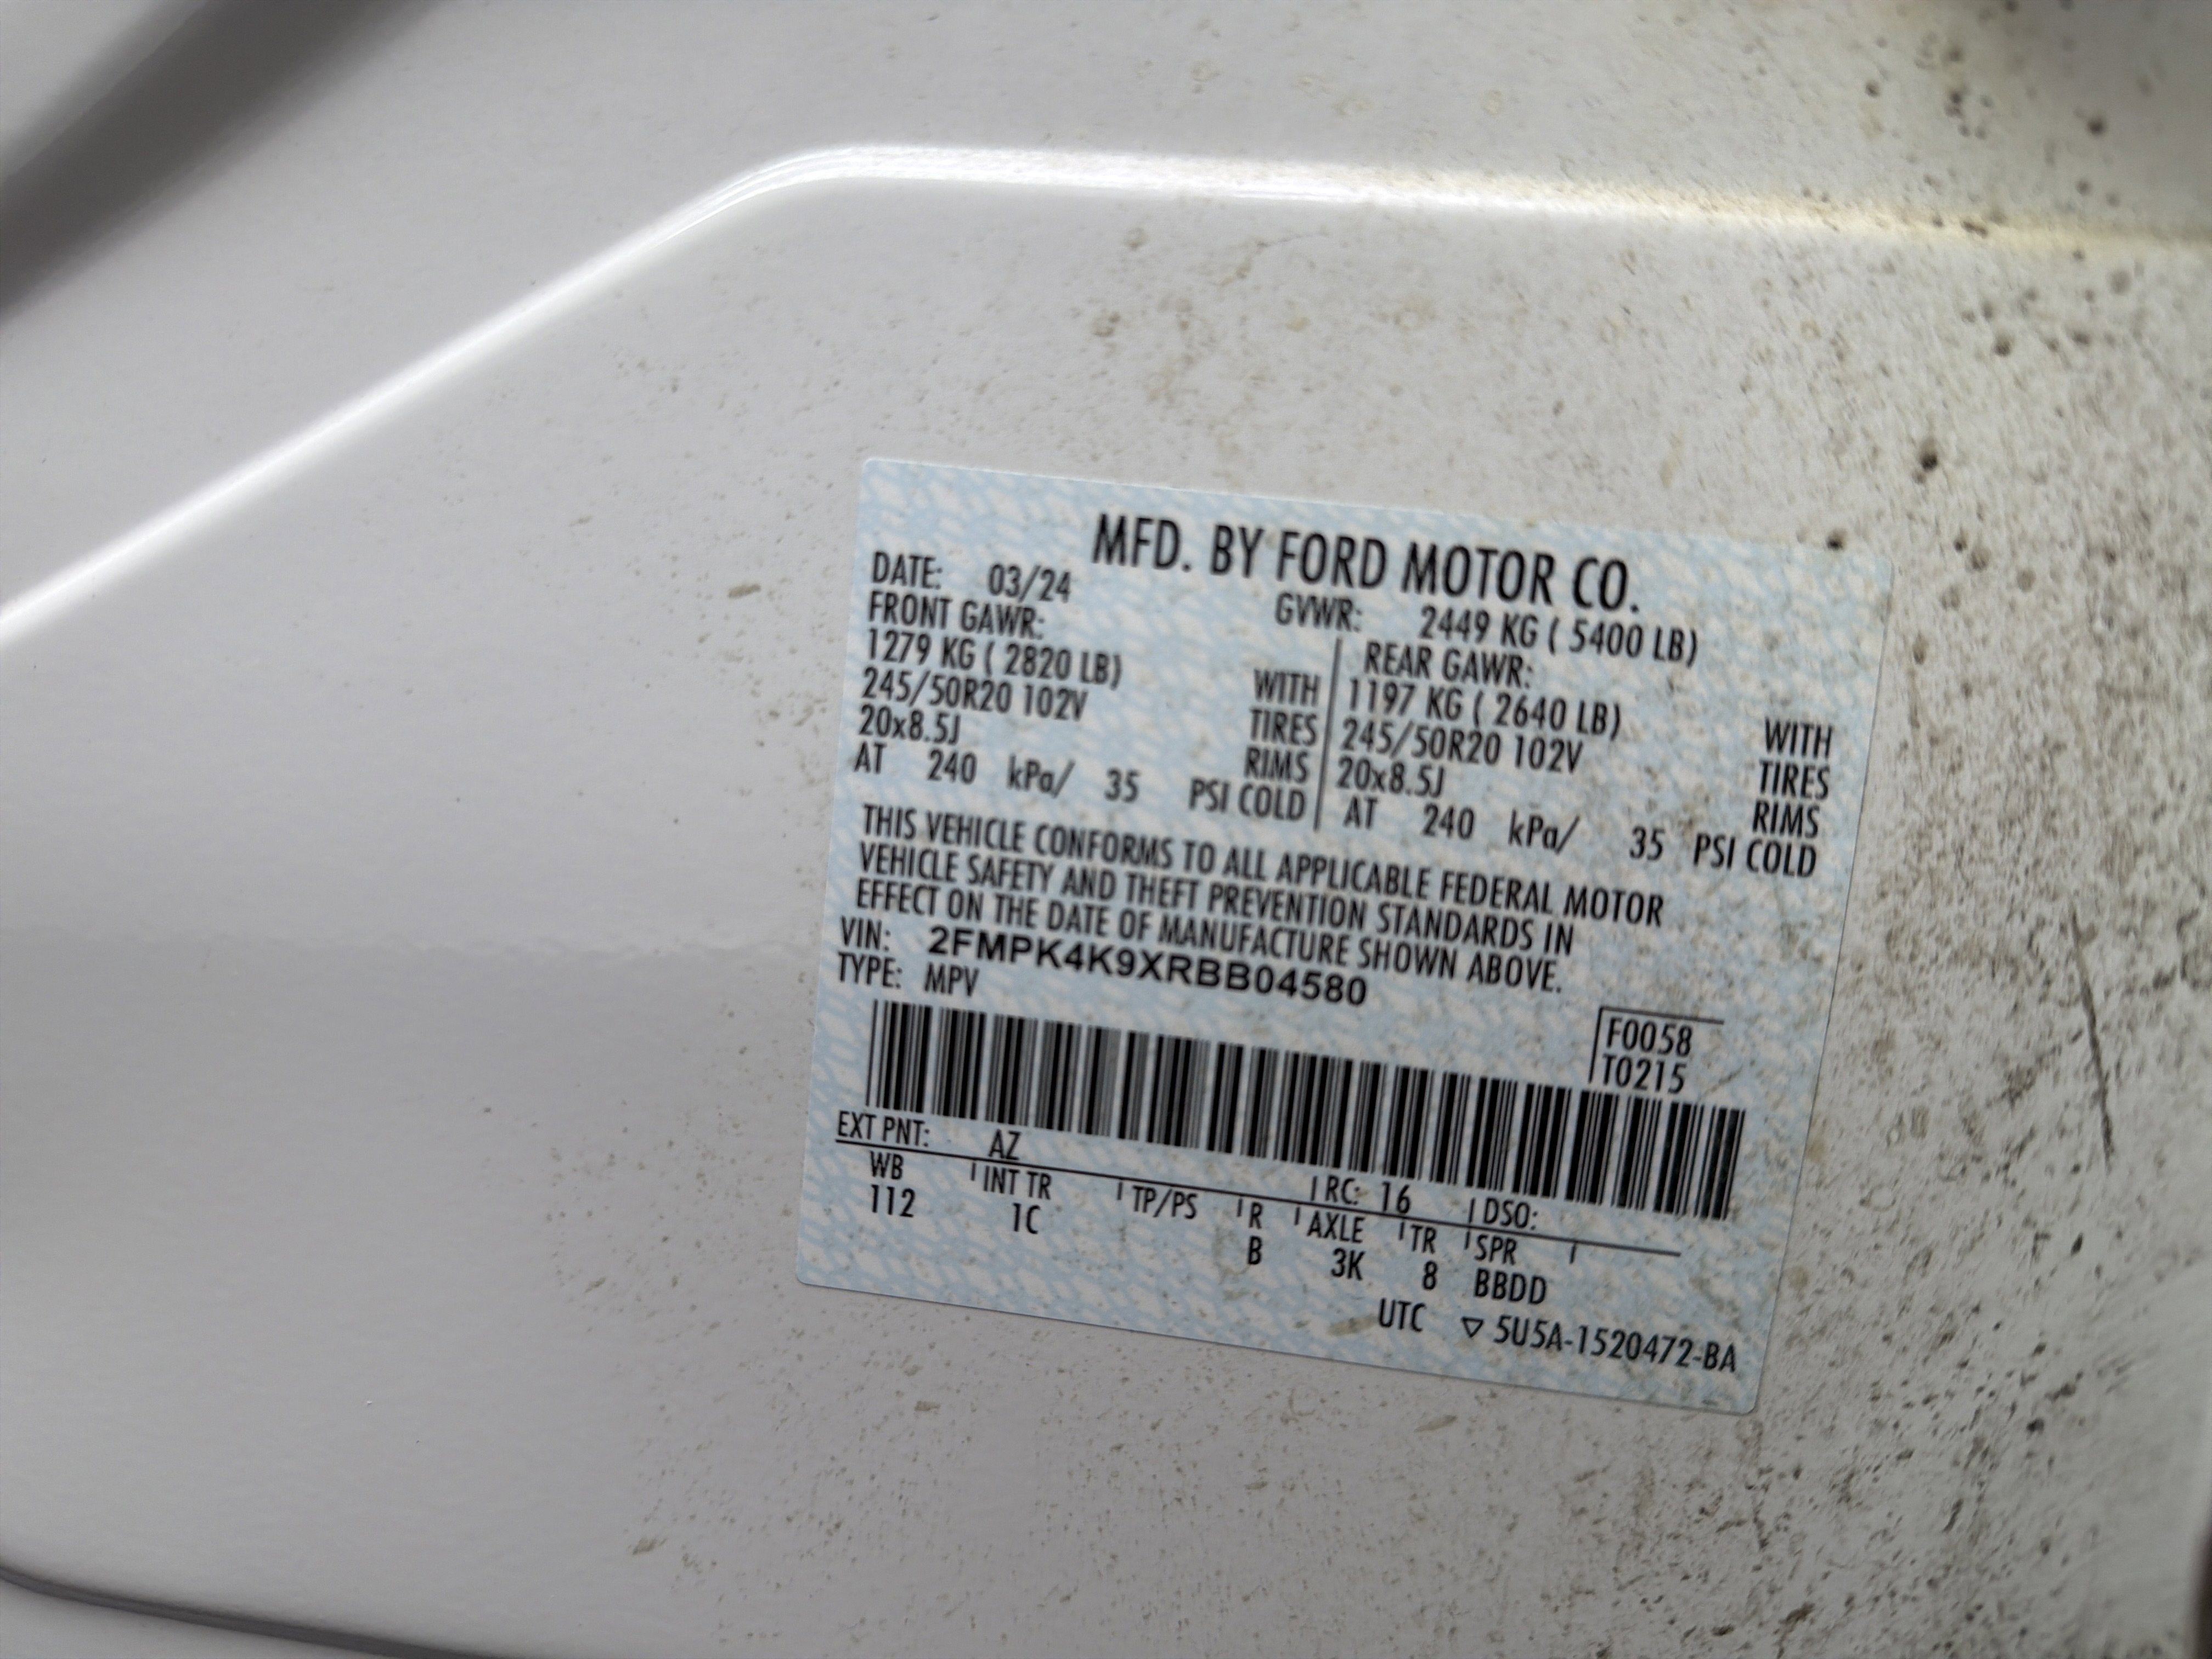 MFD. BY FORD MOTOR CO.
DATE: 03/24 GVWR: 2449 KG ( 5400 LB)
FRONT GAWR: REAR GAWR:
1279 KG ( 2820 LB) WITH 1197 KG ( 2640 LB) WITH
245/50R20 102V TIRES 245/50R20 102V TIRES
20x8.5J RIMS 20x8.5J RIMS
AT 240 kPa/ 35 PSI COLD AT 240 kPa/ 35 PSI COLD
THIS VEHICLE CONFORMS TO ALL APPLICABLE FEDERAL MOTOR
VEHICLE SAFETY AND THEFT PREVENTION STANDARDS IN
EFFECT ON THE DATE OF MANUFACTURE SHOWN ABOVE.
VIN: 2FMPK4K9XRBB04580
TYPE: MPV
F0058
T0215
EXT PNT: AZ RC: 16 DSO:
WB INT TR TP/PS R AXLE TR SPR
112 1C B 3K 8 BBDD
UTC ▽ 5U5A-1520472-BA